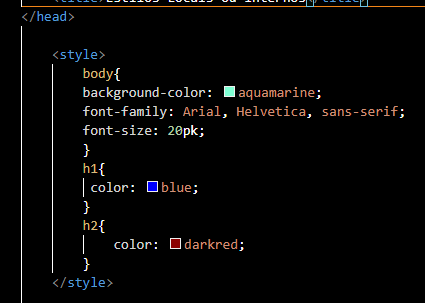 <title>Estilos Locais ou Internos</title>
</head>
<style>
body{
background-color: aquamarine;
font-family: Arial, Helvetica, sans-serif;
font-size: 20pk;
}
h1{
color: blue;
}
h2{
color: darkred;
}
</style>